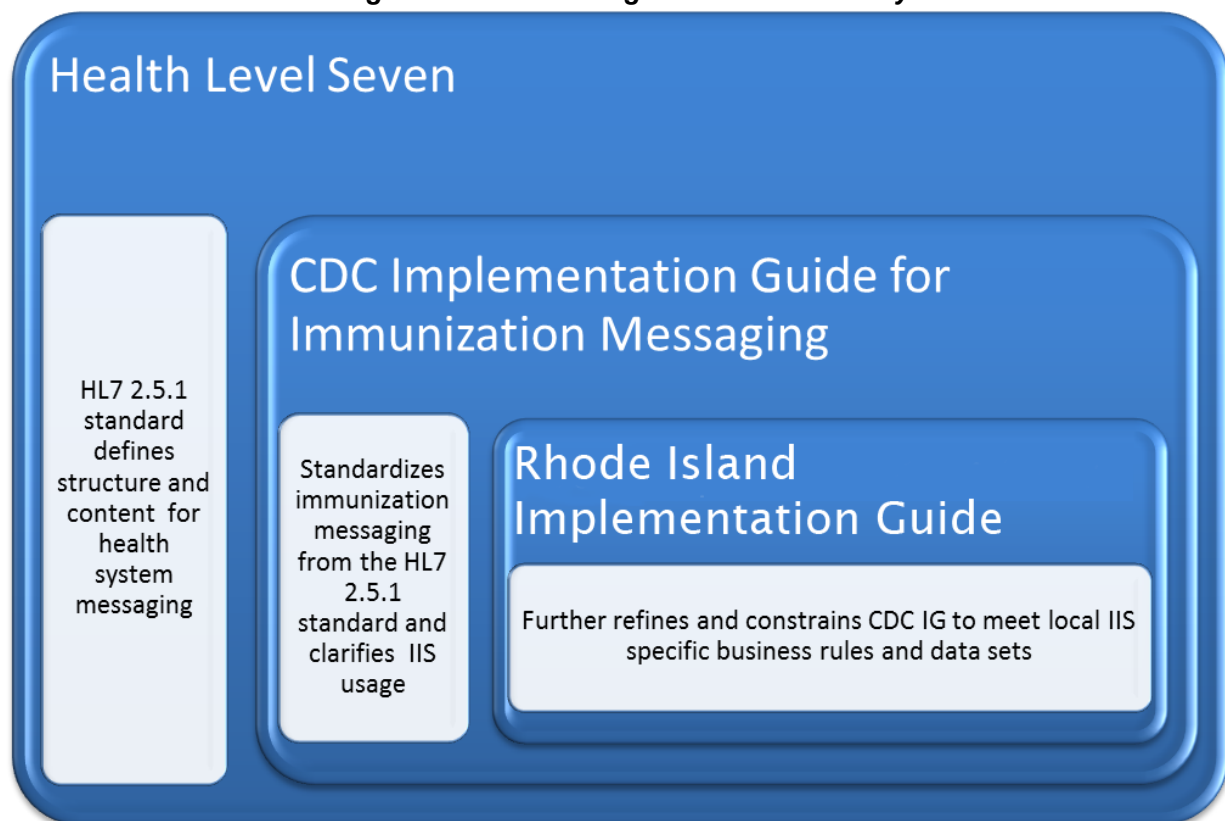 Health Level Seven
HL7 2.5.1
standard
defines
structure and
content for
health
system
messaging
CDC Implementation Guide for
Immunization Messaging
Standardizes
immunization
messaging
from the HL7
2.5.1
standard and
clarifies IIS
usage
Rhode Island
Implementation Guide
Further refines and constrains CDC IG to meet local IIS
specific business rules and data sets